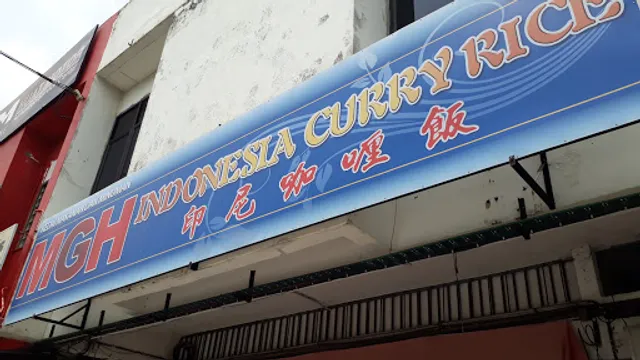 MGH INDONESIA CURRY RICE
印尼咖喱飯